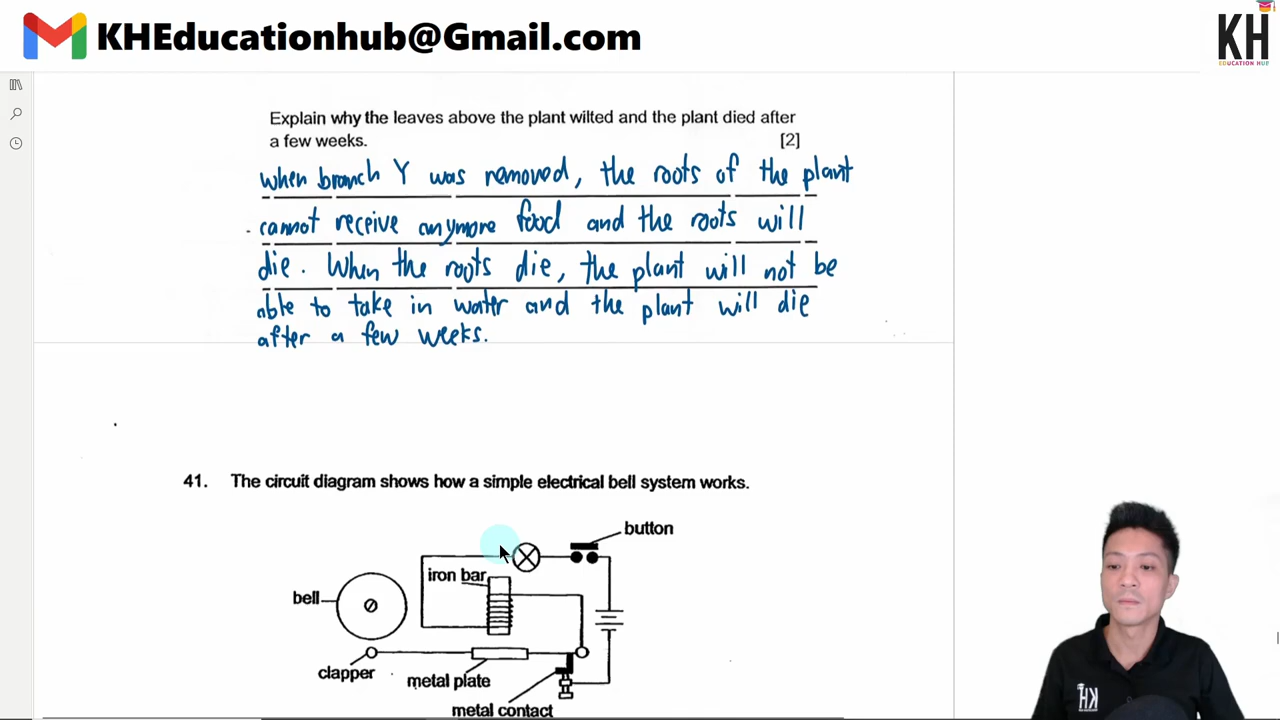 KHEducationhub@Gmail.com
KH
EDUCATION HUB
Explain why the leaves above the plant wilted and the plant died after
a few weeks. [2]
when branch Y was removed, the roots of the plant
cannot receive anymore food and the roots will
die. When the roots die, the plant will not be
able to take in water and the plant will die
after a few weeks.
41. The circuit diagram shows how a simple electrical bell system works.
button
iron bar
bell
clapper
metal plate
metal contact
KH